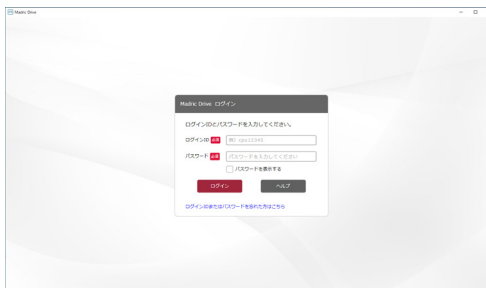 Madric Drive
Madric Drive ログイン
ログインIDとパスワードを入力してください。
ログインID 必須 例) cpu12345
パスワード 必須 パスワードを入力してください
パスワードを表示する
ログイン ヘルプ
ログインIDまたはパスワードを忘れた方はこちら